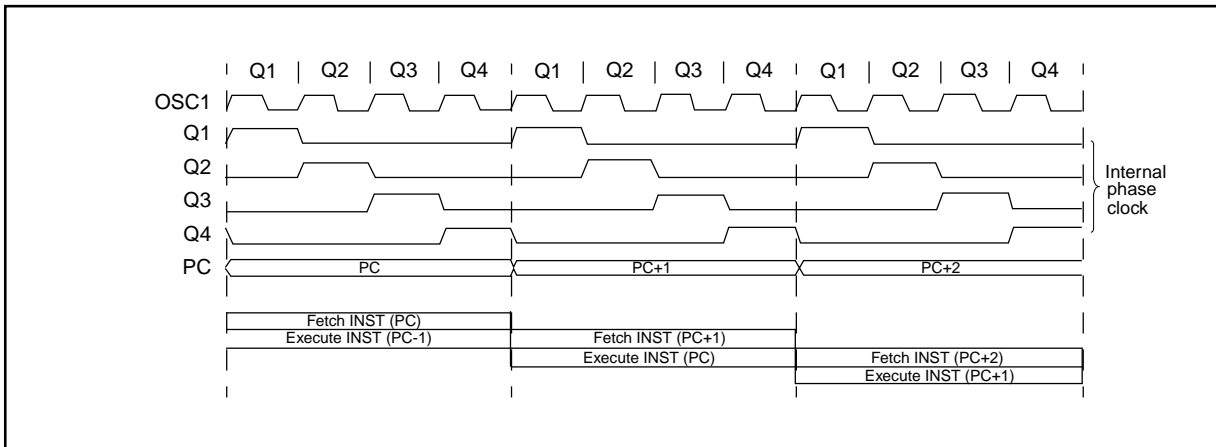 Q1 Q2 Q3 Q4 Q1 Q2 Q3 Q4 Q1 Q2 Q3 Q4
OSC1
Q1
Q2
Q3
Q4
PC
PC PC+1 PC+2
Internal
phase
clock
Fetch INST (PC)
Execute INST (PC-1) Fetch INST (PC+1)
Execute INST (PC) Fetch INST (PC+2)
Execute INST (PC+1)